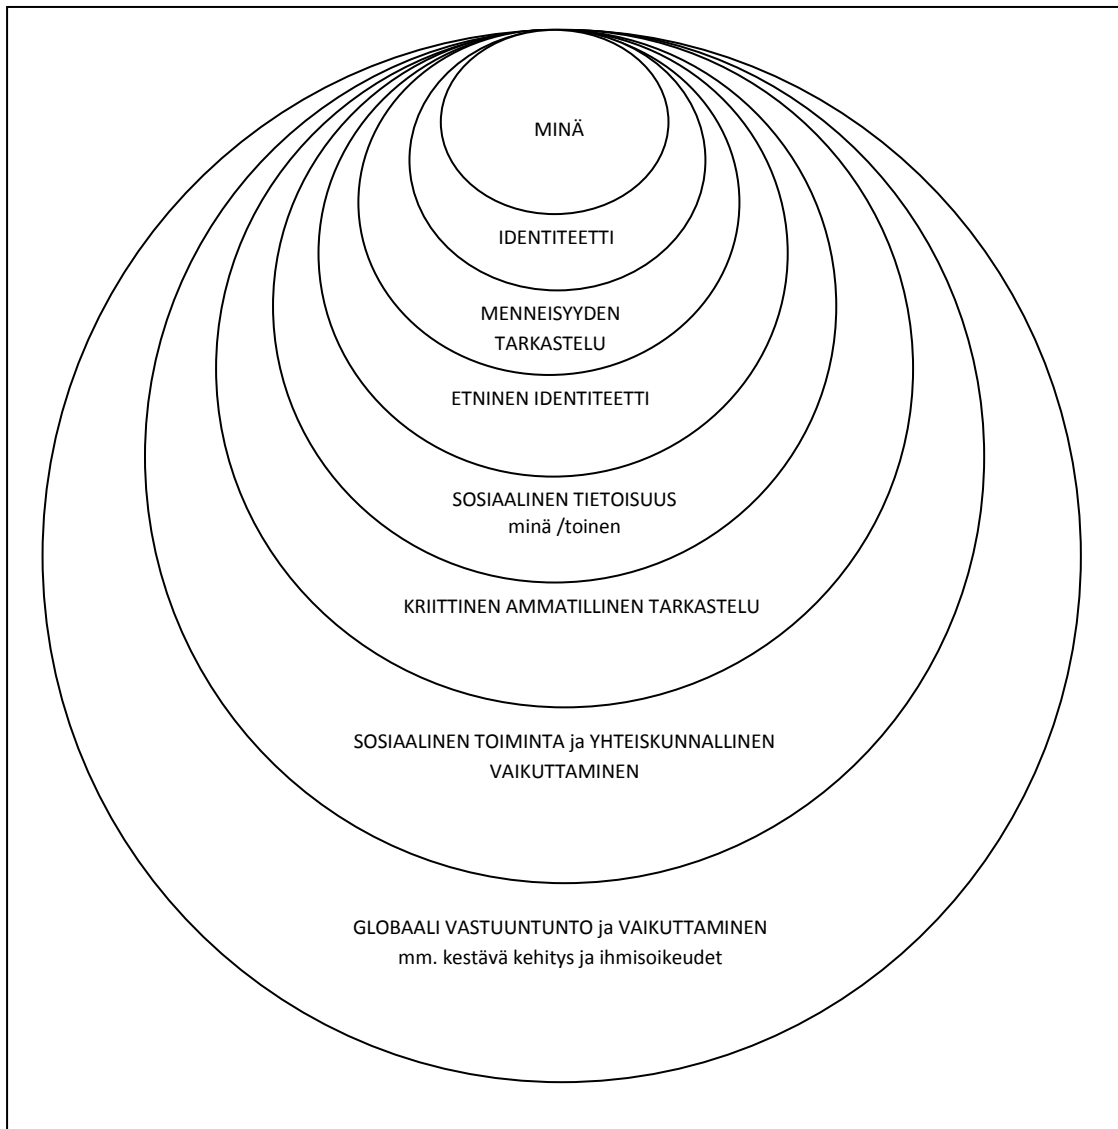 MINÄ
IDENTITEETTI
MENNEISYYDEN
TARKASTELU
ETNINEN IDENTITEETTI
SOSIAALINEN TIETOISUUS
minä /toinen
KRIITTINEN AMMATILLINEN TARKASTELU
SOSIAALINEN TOIMINTA ja YHTEISKUNNALLINEN
VAIKUTTAMINEN
GLOBAALI VASTUUNTUNTO ja VAIKUTTAMINEN
mm. kestävä kehitys ja ihmisoikeudet